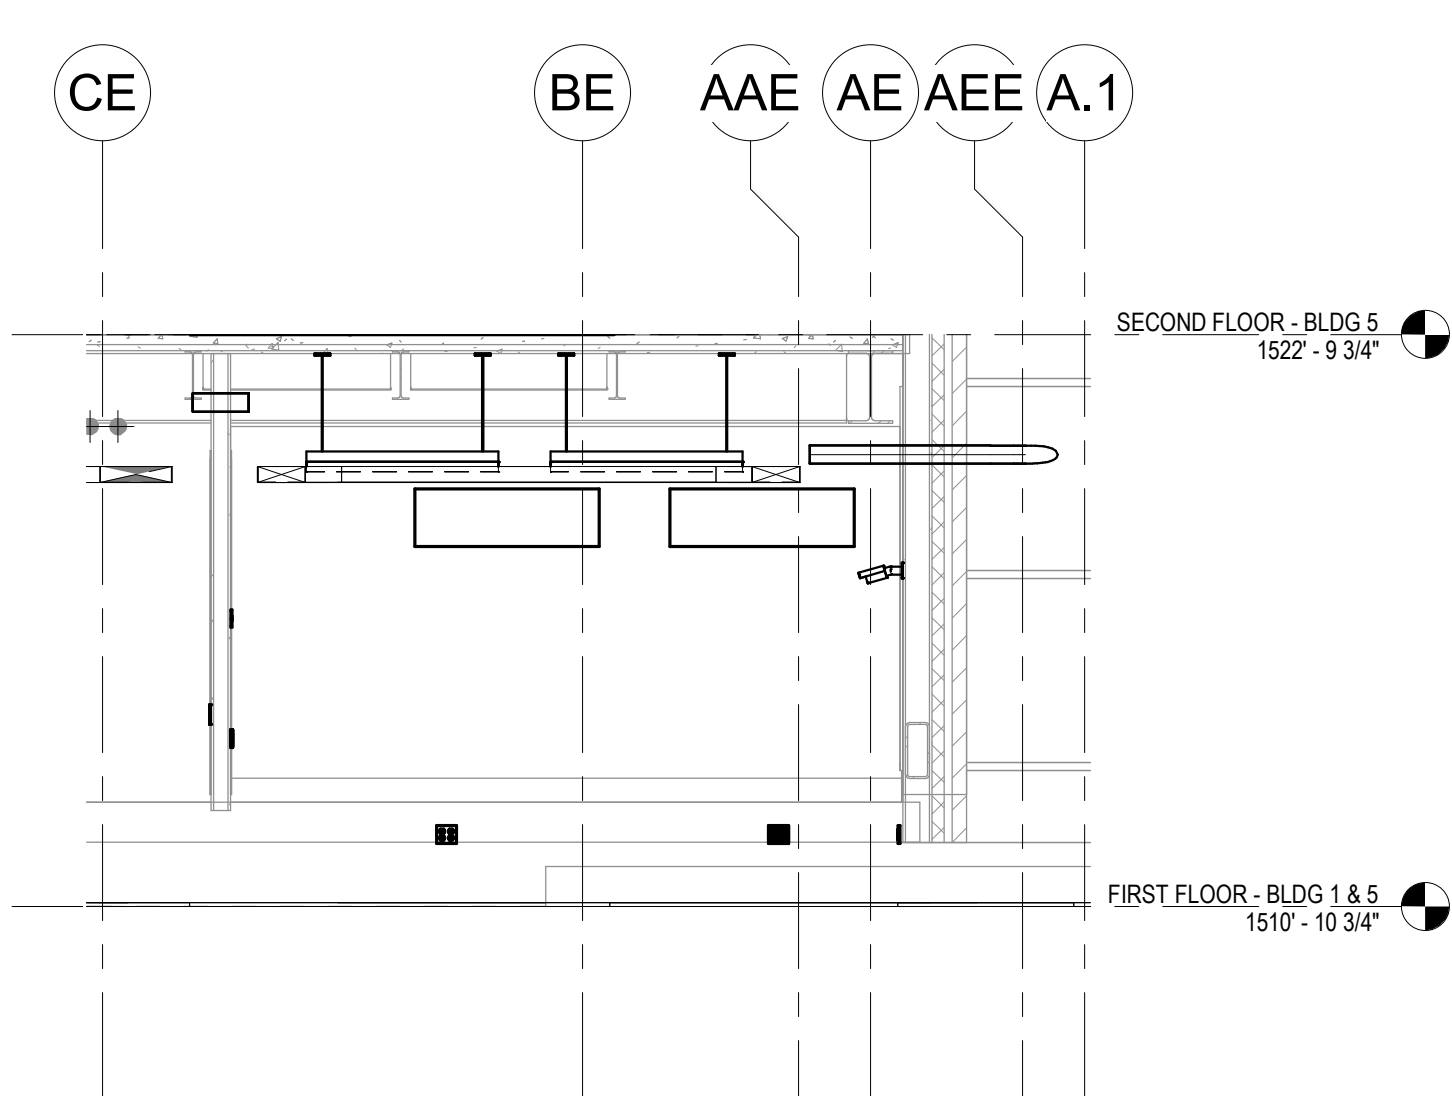 CE BE AAE AE AEE A.1
SECOND FLOOR - BLDG 5
1522' - 9 3/4"
FIRST FLOOR - BLDG 1 & 5
1510' - 10 3/4"